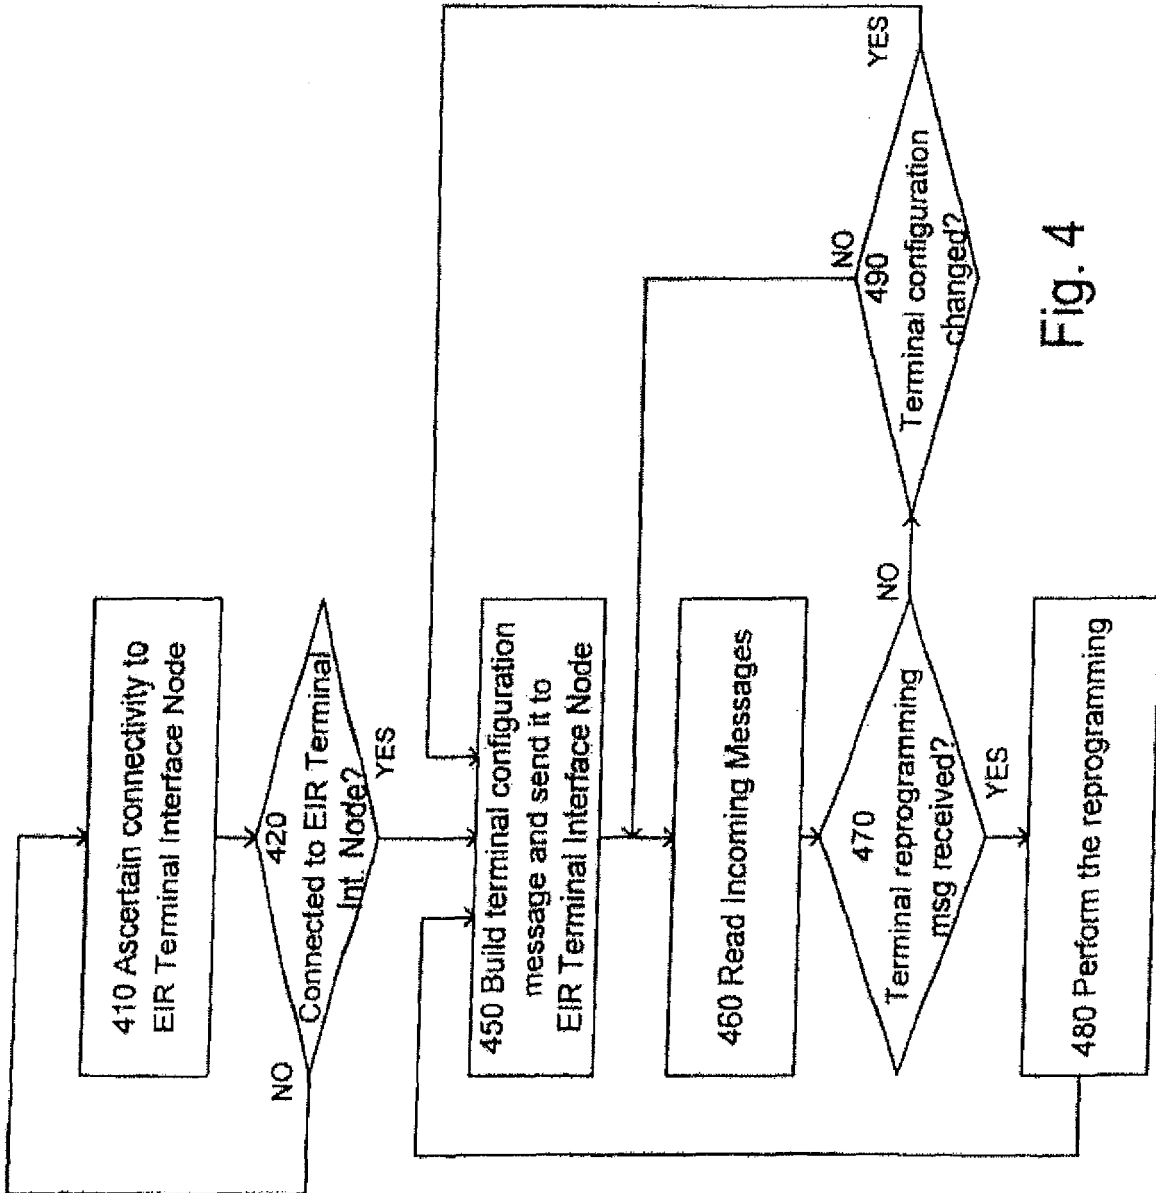 410 Ascertain connectivity to
EIR Terminal Interface Node
420
Connected to EIR Terminal
Int. Node?
NO
YES
450 Build terminal configuration
message and send it to
EIR Terminal Interface Node
460 Read Incoming Messages
470
Terminal reprogramming
msg received?
NO
YES
480 Perform the reprogramming
490
Terminal configuration
changed?
NO
YES
Fig. 4